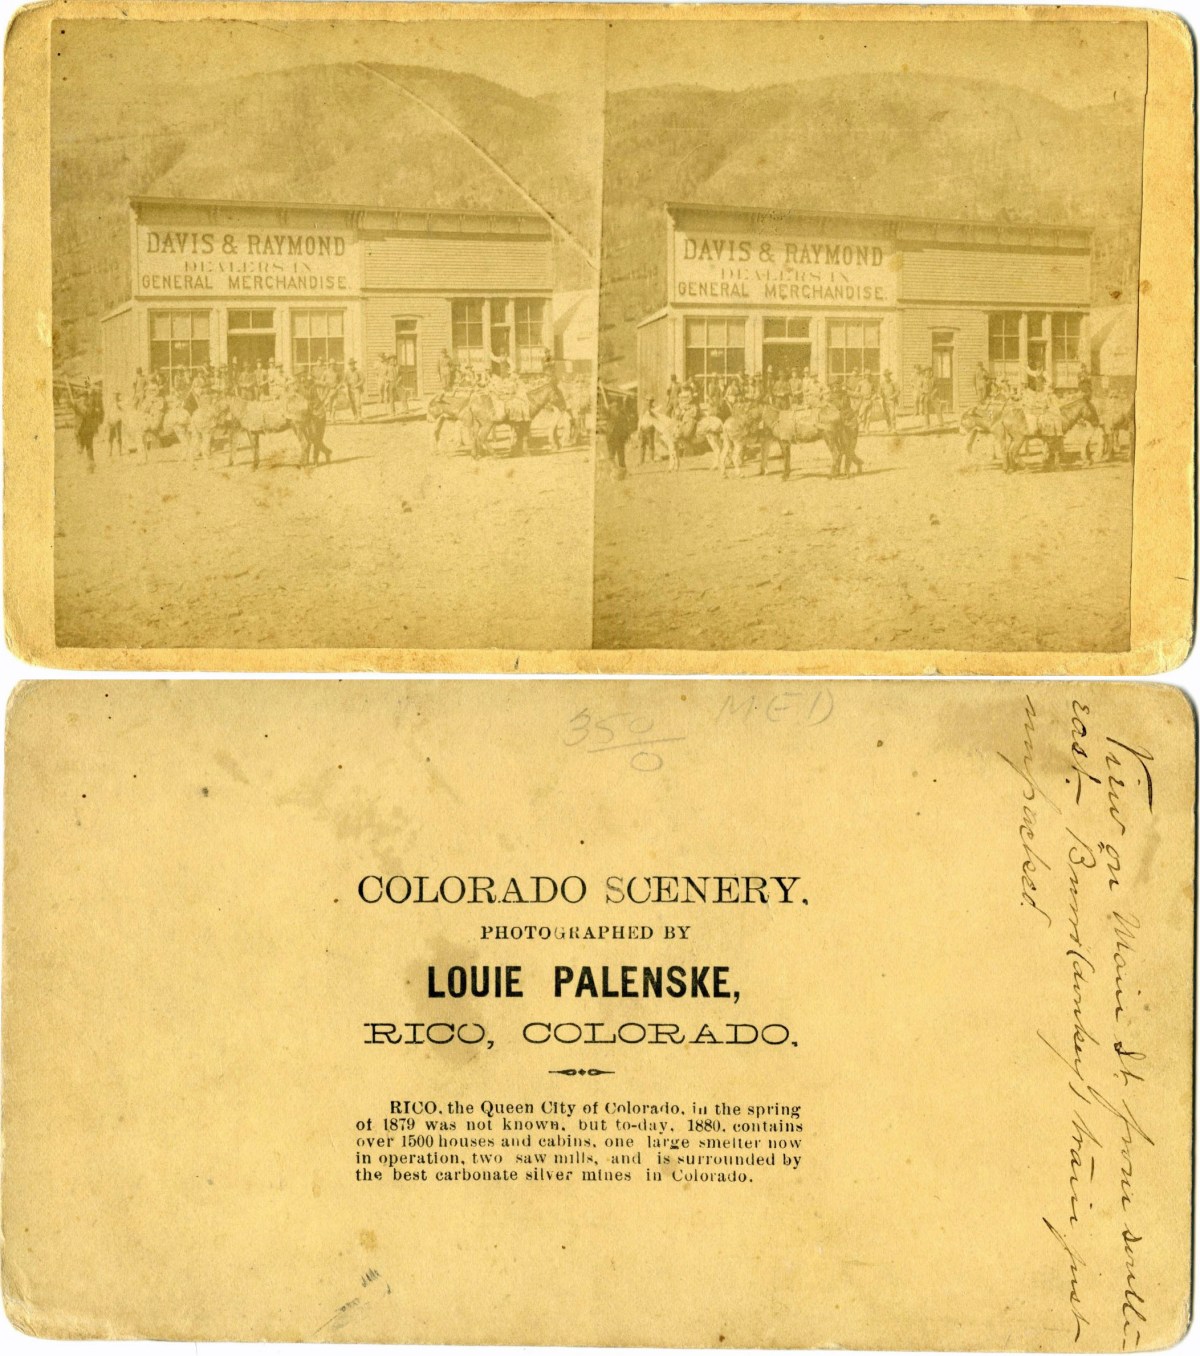 DAVIS & RAYMOND
DEALERS IN
GENERAL MERCHANDISE.
DAVIS & RAYMOND
DEALERS IN
GENERAL MERCHANDISE.
350
0
MED
COLORADO SCENERY.
PHOTOGRAPHED BY
LOUIE PALENSKE,
RICO, COLORADO.
RICO, the Queen City of Colorado, in the spring
of 1879 was not known, but to-day, 1880, contains
over 1500 houses and cabins, one large smelter now
in operation, two saw mills, and is surrounded by
the best carbonate silver mines in Colorado.
View on Main St. from south-
east. Burro (donkey) train just
unpacked.